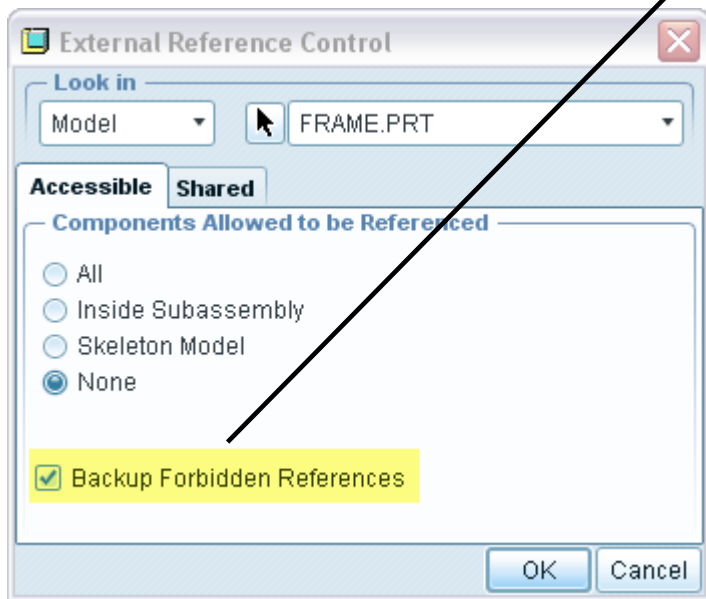 External Reference Control
Look in
Model
FRAME.PRT
Accessible Shared
Components Allowed to be Referenced
All
Inside Subassembly
Skeleton Model
None
Backup Forbidden References
OK Cancel